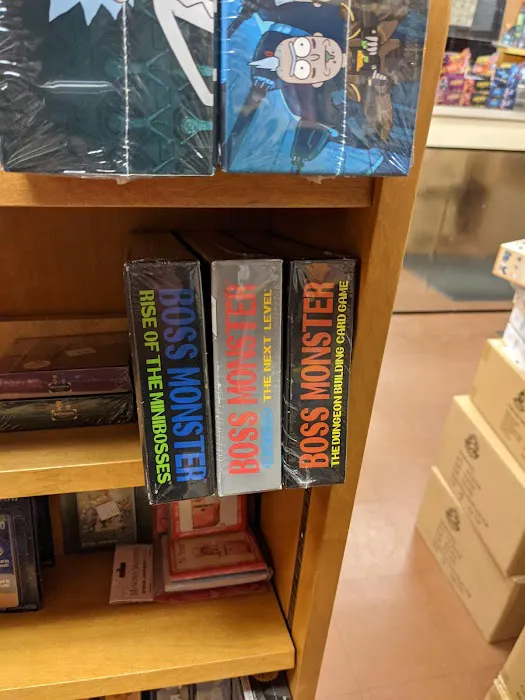 BOSS MONSTER
RISE OF THE MINIBOSSES
BOSS MONSTER
THE NEXT LEVEL
BOSS MONSTER
THE DUNGEON BUILDING CARD GAME